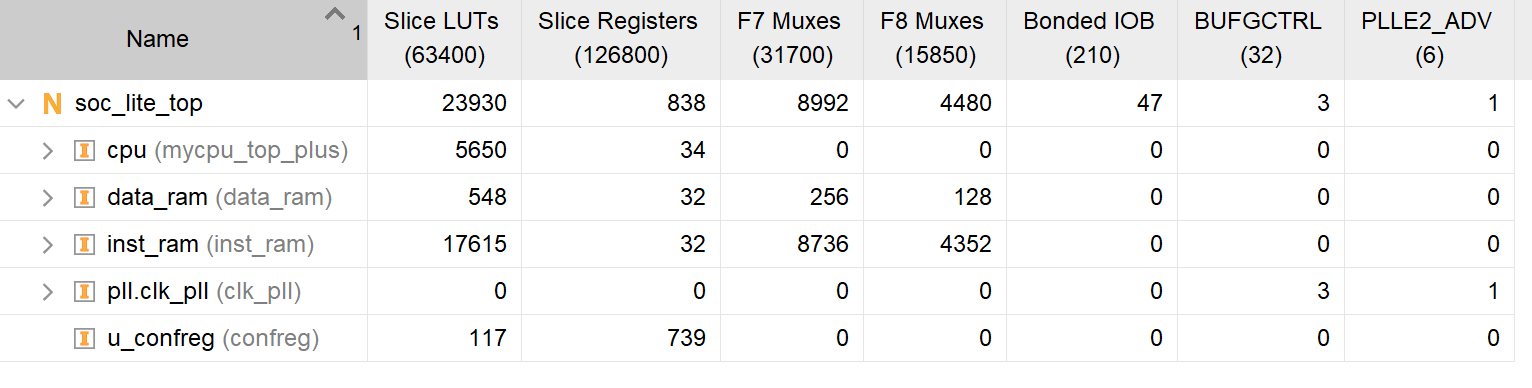 Name 1 Slice LUTs (63400) Slice Registers (126800) F7 Muxes (31700) F8 Muxes (15850) Bonded IOB (210) BUFGCTRL (32) PLLE2_ADV (6)
N soc_lite_top 23930 838 8992 4480 47 3 1
I cpu (mycpu_top_plus) 5650 34 0 0 0 0 0
I data_ram (data_ram) 548 32 256 128 0 0 0
I inst_ram (inst_ram) 17615 32 8736 4352 0 0 0
I pll.clk_pll (clk_pll) 0 0 0 0 0 3 1
I u_confreg (confreg) 117 739 0 0 0 0 0